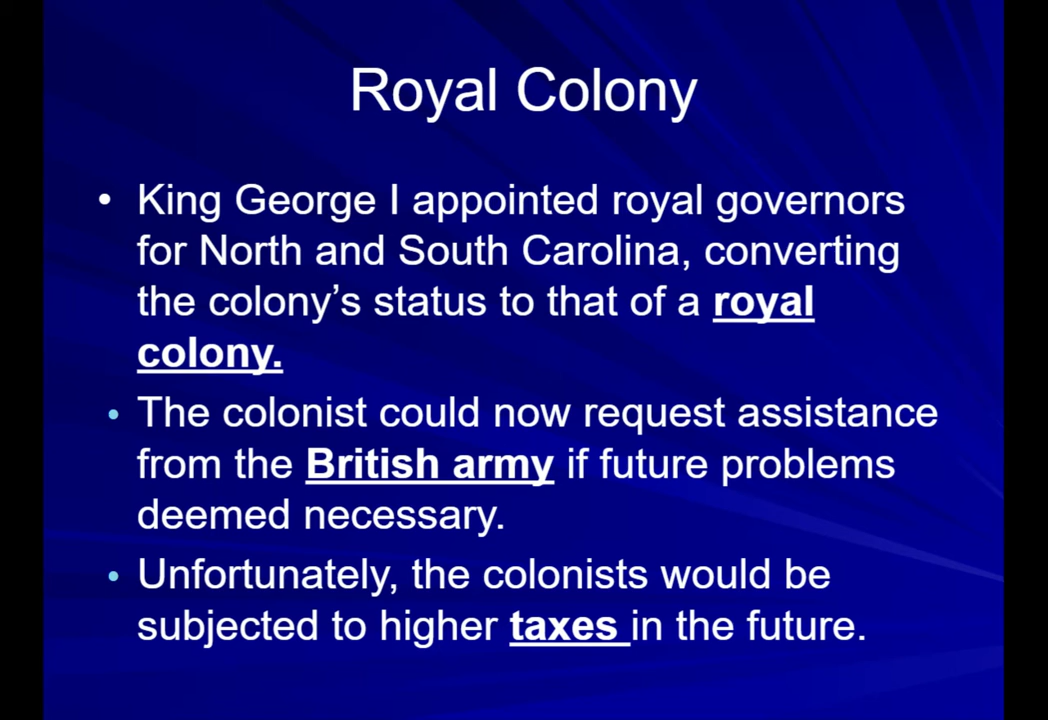 Royal Colony
• King George I appointed royal governors
for North and South Carolina, converting
the colony’s status to that of a royal
colony.
• The colonist could now request assistance
from the British army if future problems
deemed necessary.
• Unfortunately, the colonists would be
subjected to higher taxes in the future.